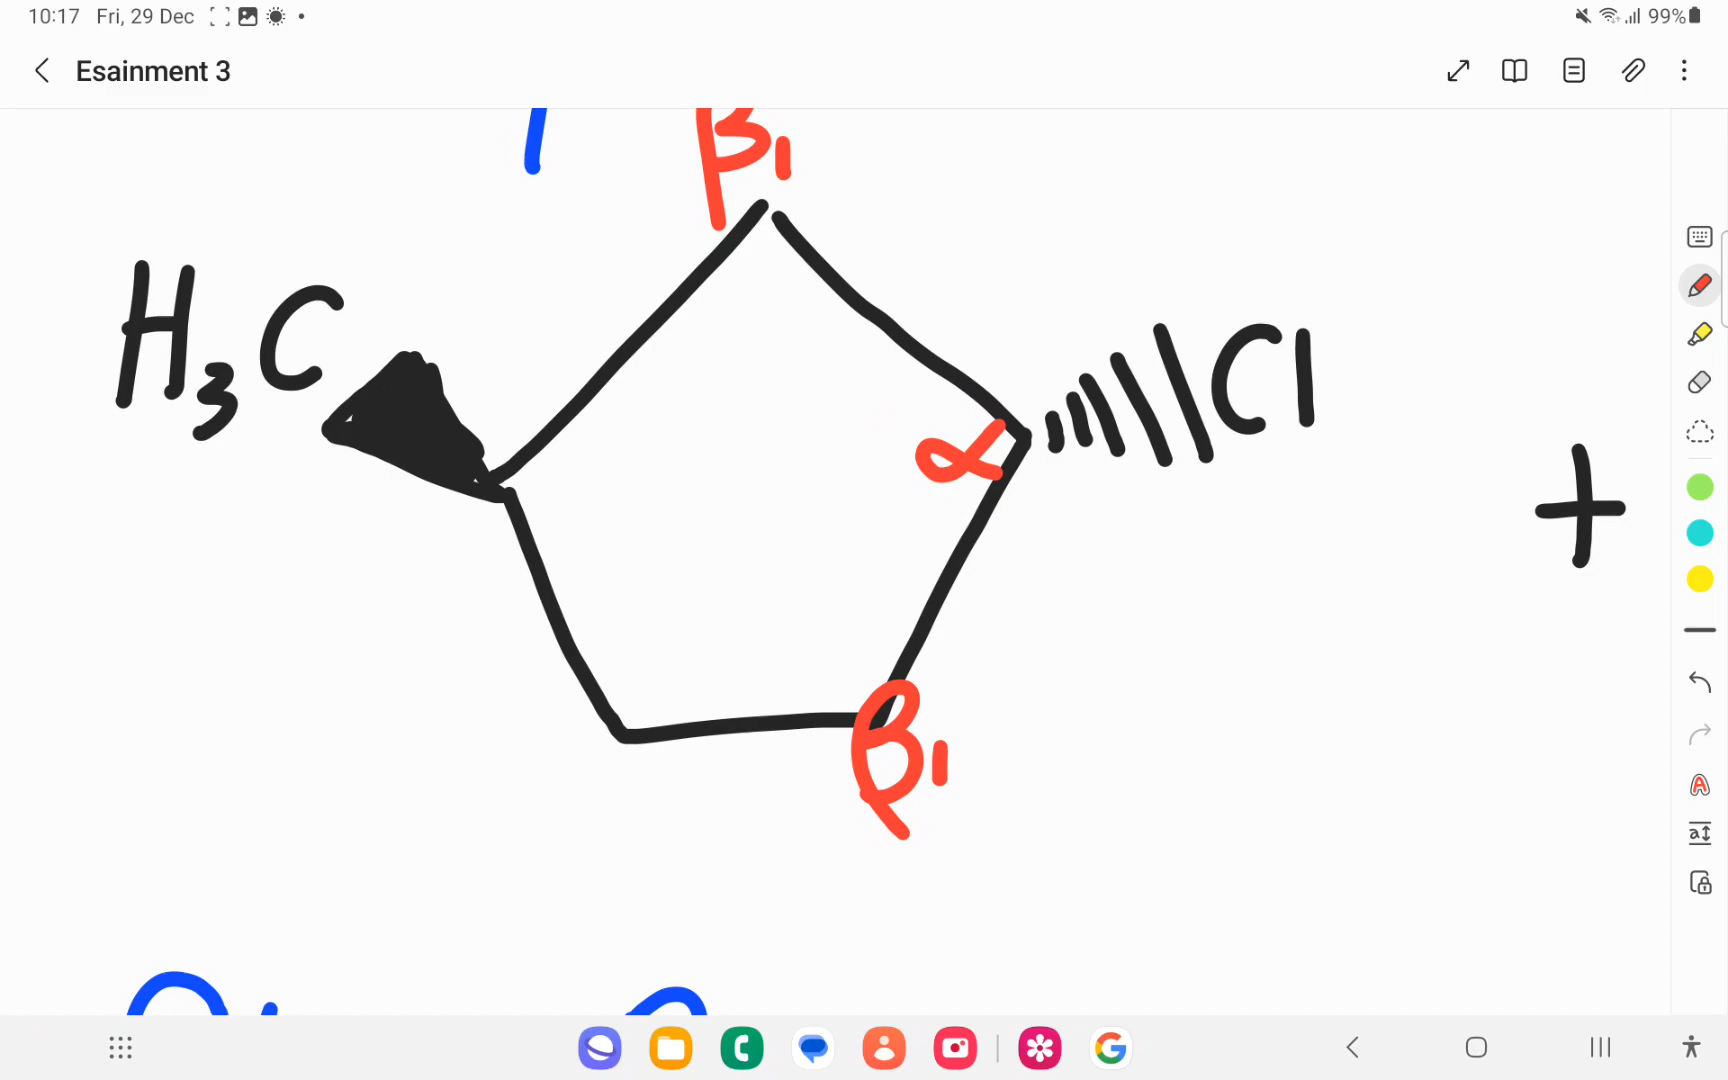 10:17 Fri, 29 Dec 99%
Esainment 3
β1
H3C
Cl
α
+
β1
A
a
G